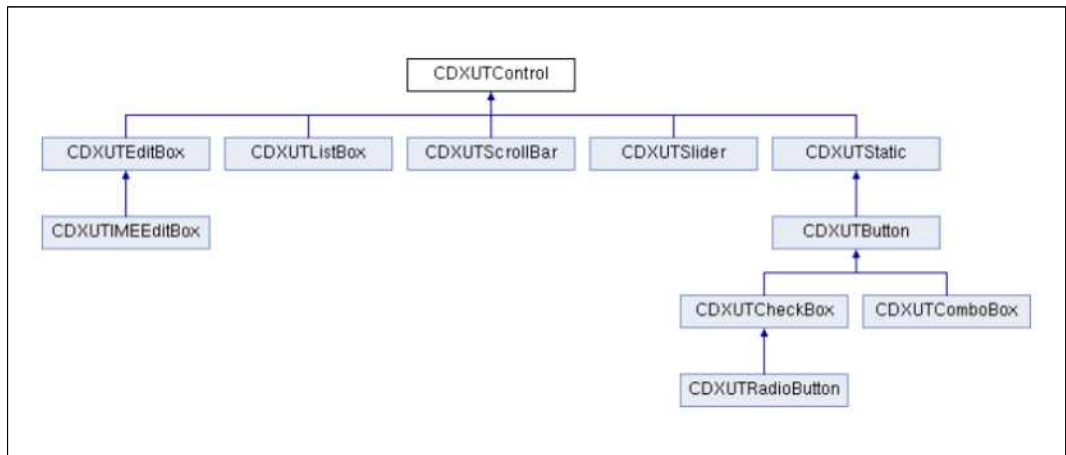 CDXUTControl
CDXUTEditBox CDXUTListBox CDXUTScrollBar CDXUTSlider CDXUTStatic
CDXUTIMEEditBox CDXUTButton
CDXUTCheckBox CDXUTComboBox
CDXUTRadioButton